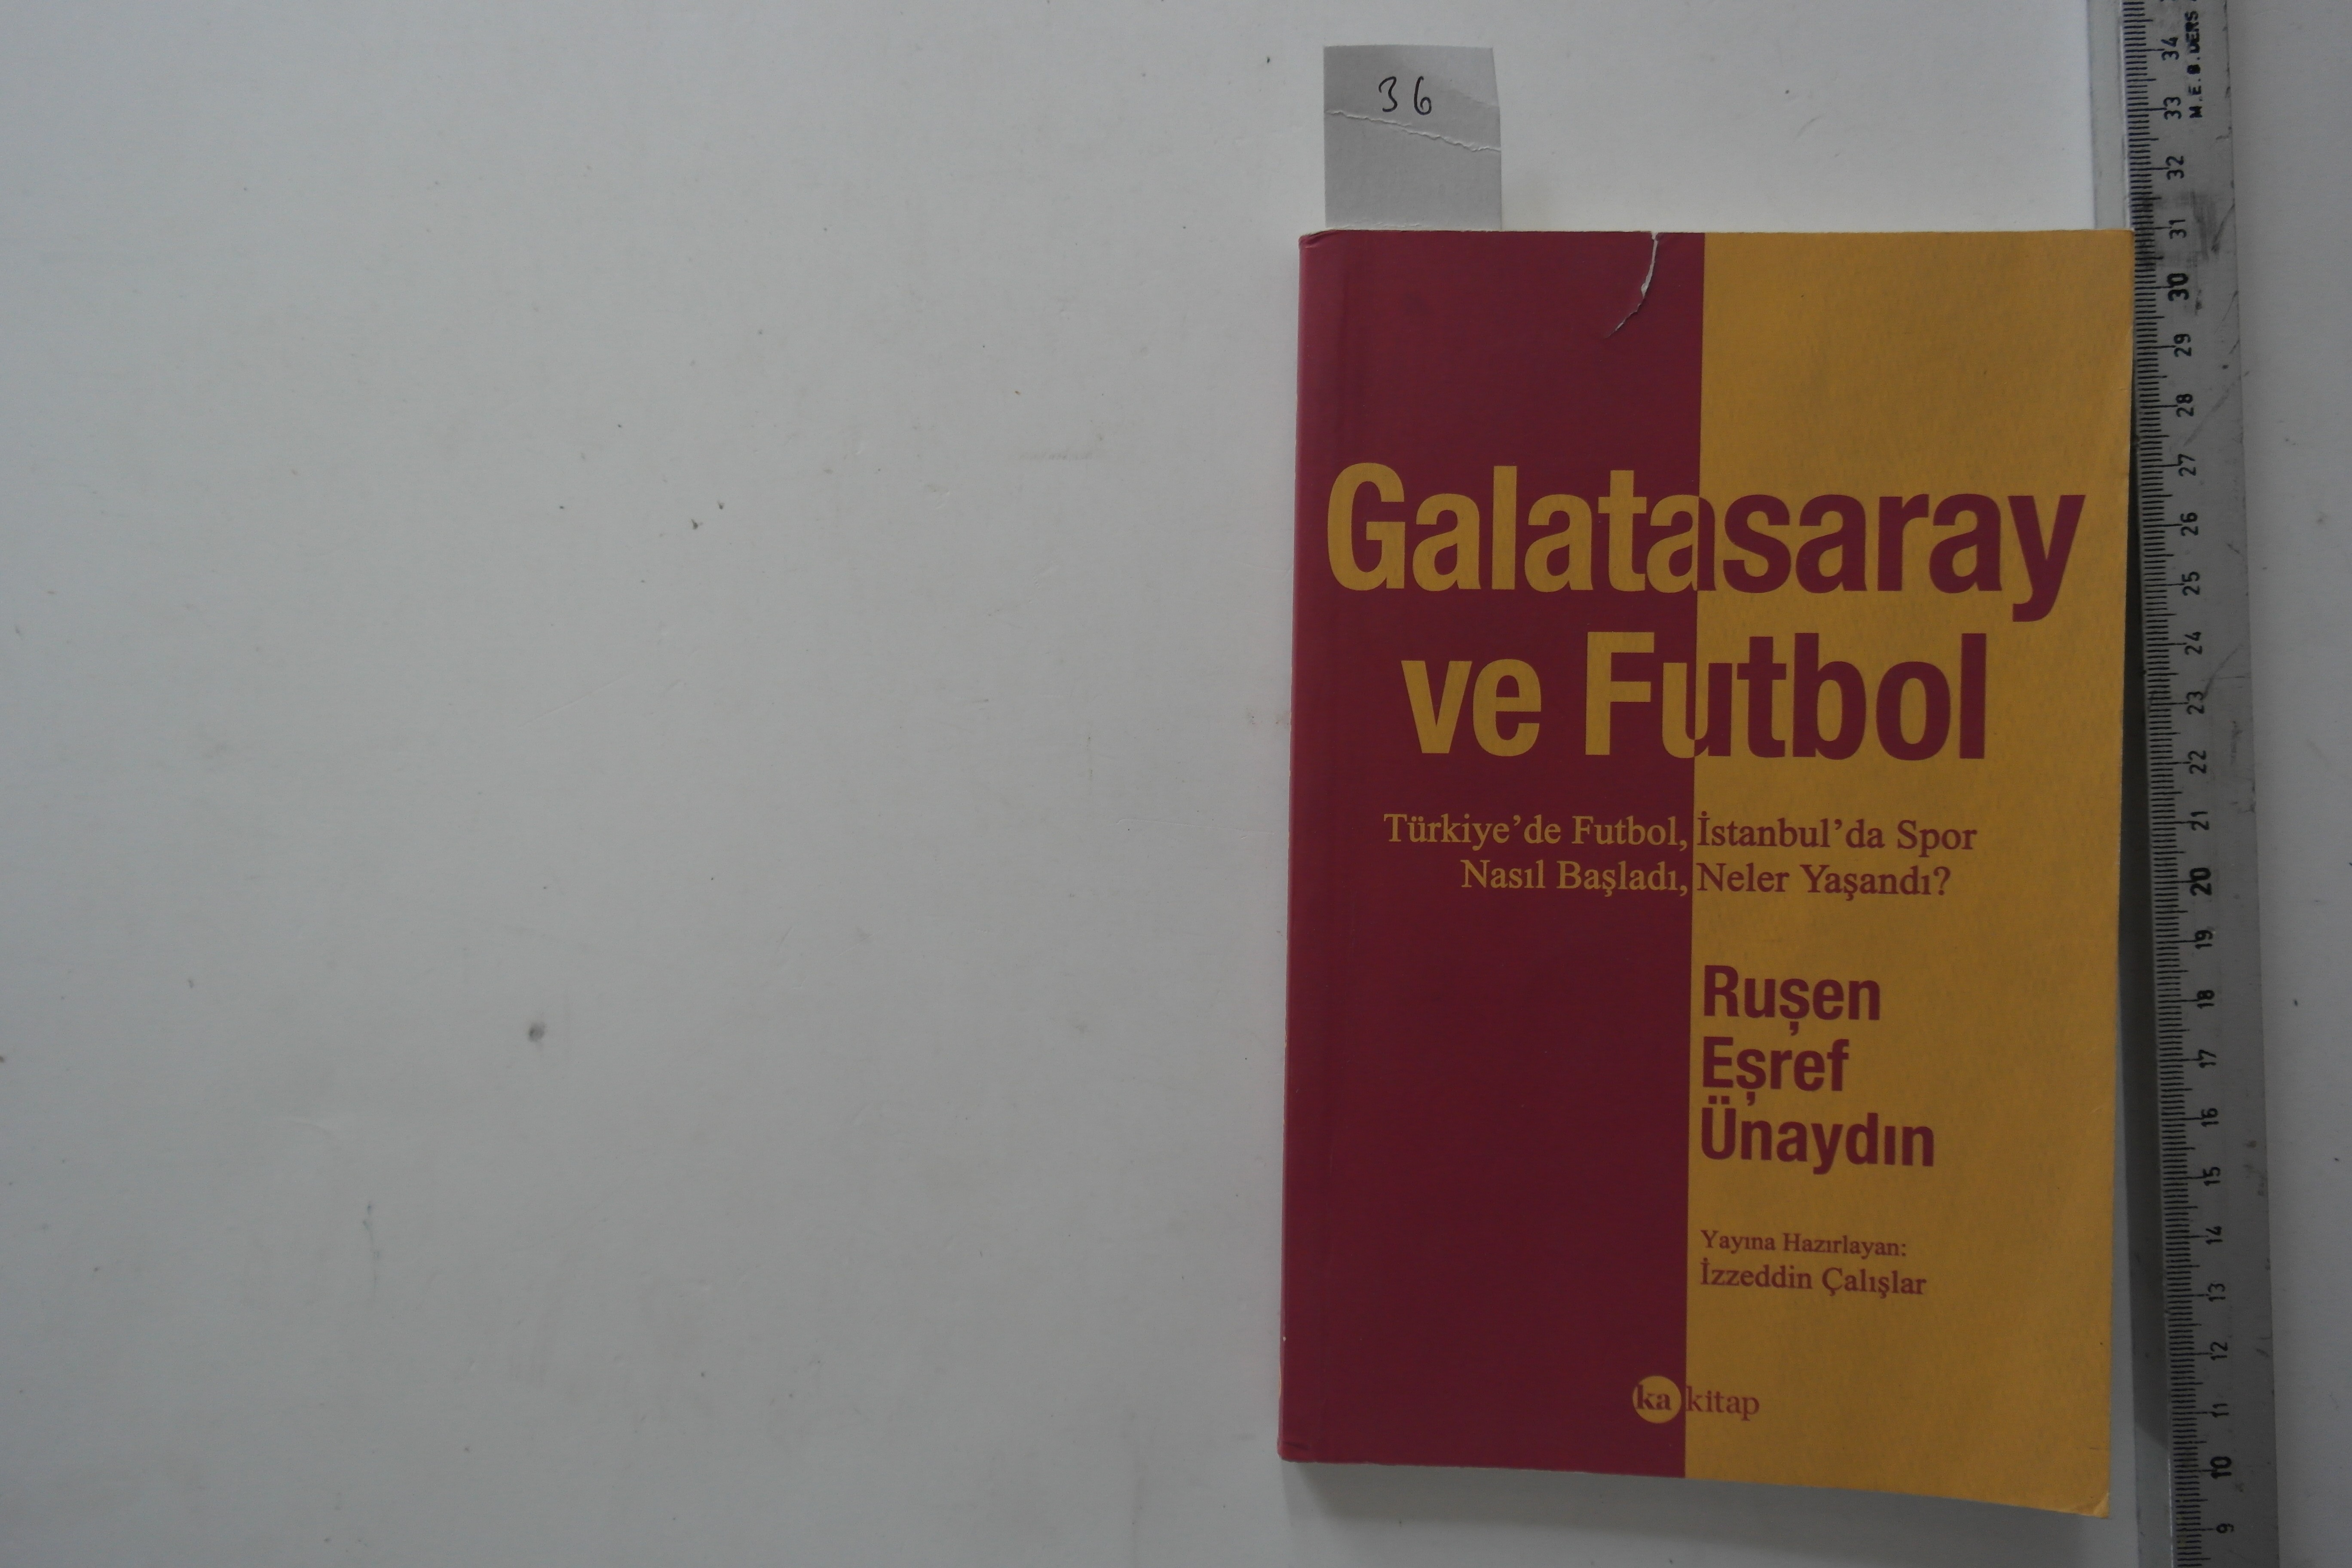 36
Galatasaray
ve Futbol
Türkiye'de Futbol, İstanbul'da Spor
Nasıl Başladı, Neler Yaşandı?
Ruşen
Eşref
Ünaydın
Yayına Hazırlayan:
İzzeddin Çalışlar
ka kitap
M.E.B.DERS
34
33
32
31
30
29
28
27
26
25
24
23
22
21
20
19
18
17
16
15
14
13
12
11
10
9